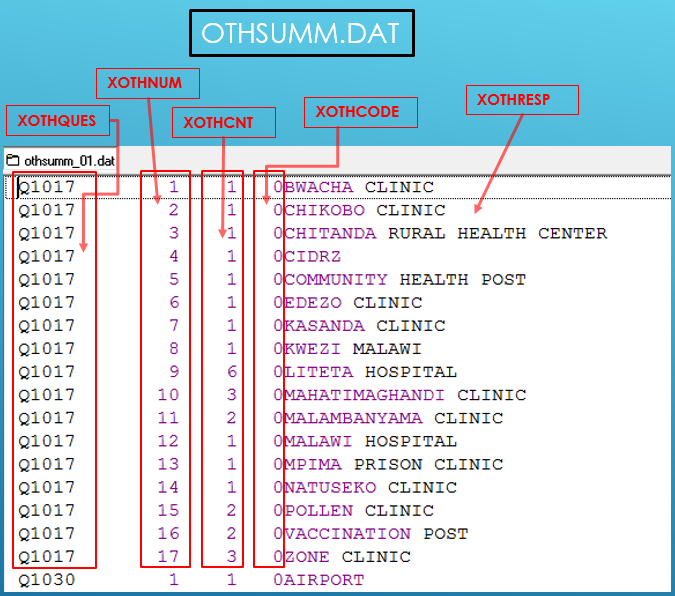 OTHSUMM.DAT
XOTHNUM
XOTHQUES
XOTHCNT
XOTHCODE
XOTHRESP
othsumm_01.dat
Q1017 1 1 0BWACHA CLINIC
Q1017 2 1 0CHIKOBO CLINIC
Q1017 3 1 0CHITANDA RURAL HEALTH CENTER
Q1017 4 1 0CIDRZ
Q1017 5 1 0COMMUNITY HEALTH POST
Q1017 6 1 0EDEZO CLINIC
Q1017 7 1 0KASANDA CLINIC
Q1017 8 1 0KWEZI MALAWI
Q1017 9 6 0LITETA HOSPITAL
Q1017 10 3 0MAHATIMAGHANDI CLINIC
Q1017 11 2 0MALAMBANYAMA CLINIC
Q1017 12 1 0MALAWI HOSPITAL
Q1017 13 1 0MPIMA PRISON CLINIC
Q1017 14 1 0NATUSEKO CLINIC
Q1017 15 2 0POLLEN CLINIC
Q1017 16 2 0VACCINATION POST
Q1017 17 3 0ZONE CLINIC
Q1030 1 1 0AIRPORT